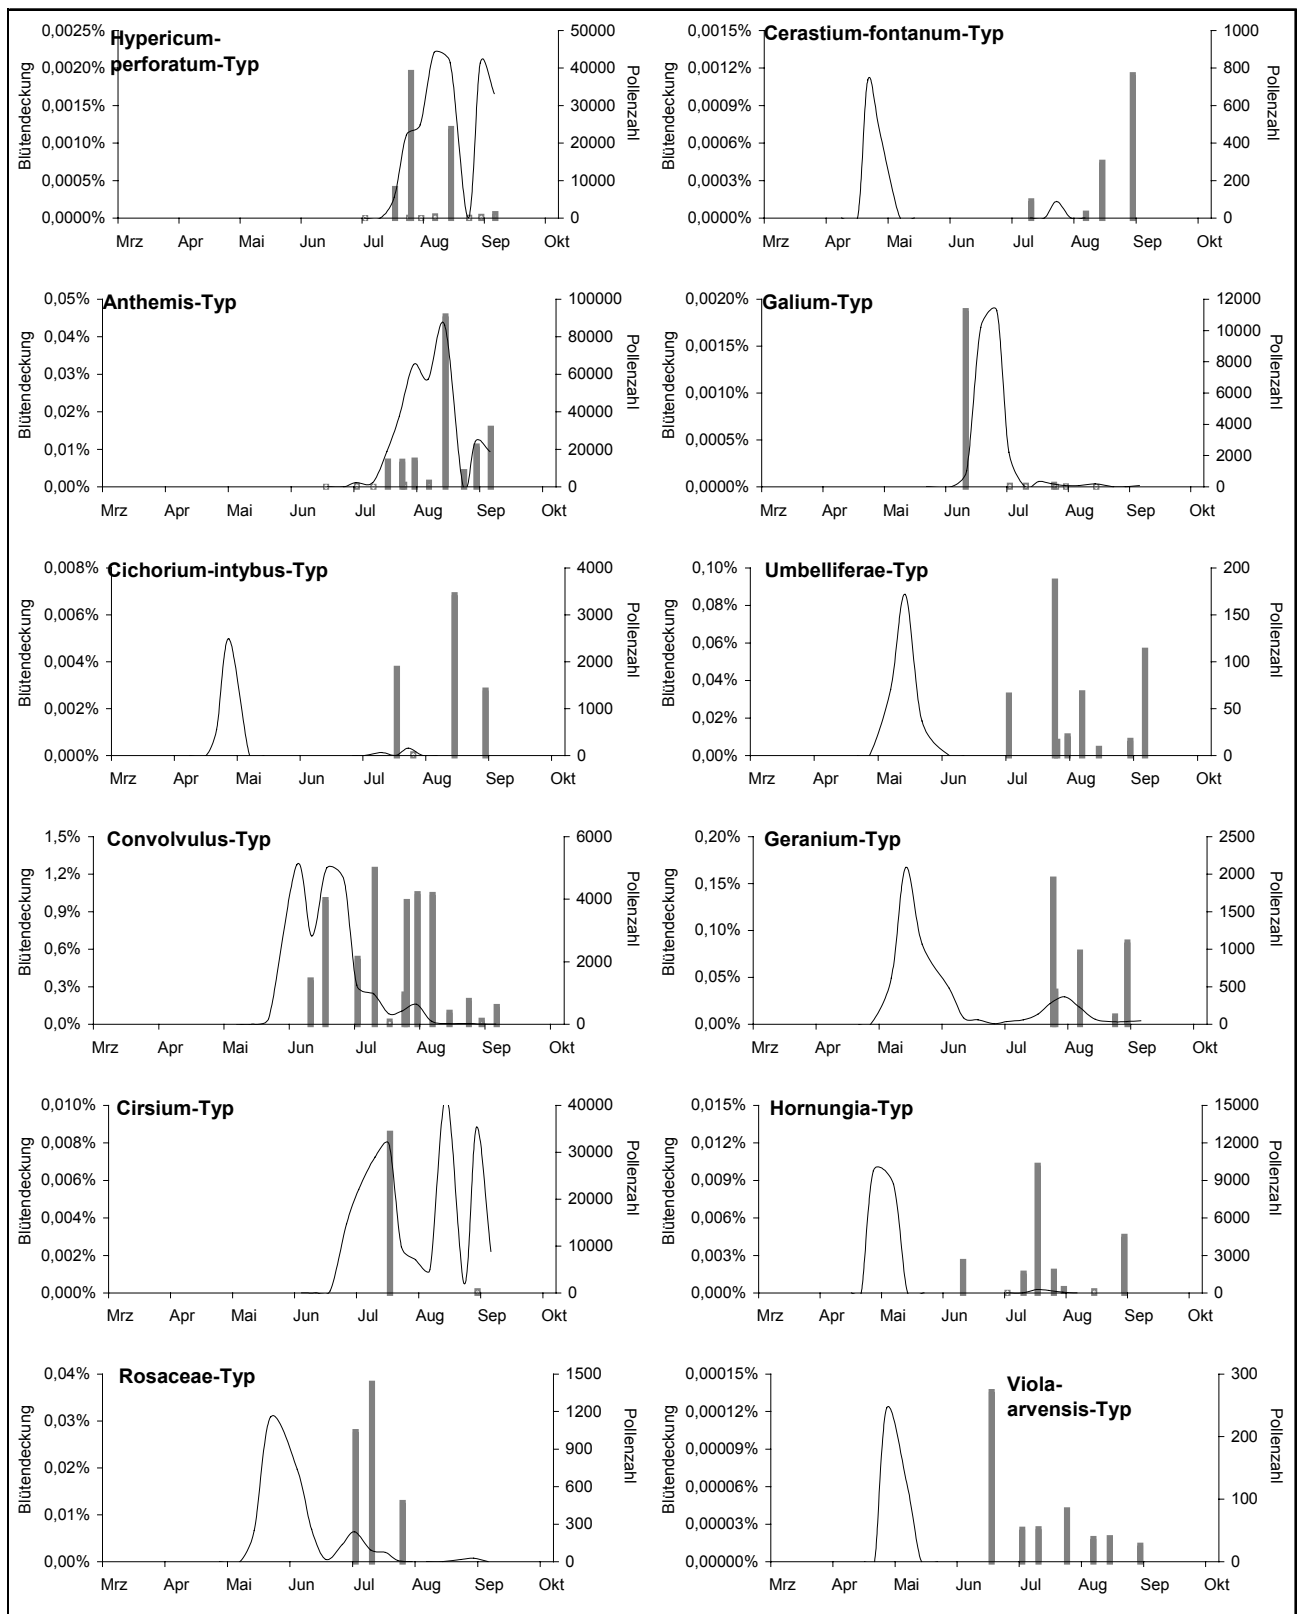 Hypericum-
perforatum-Typ
Blütendeckung
0,0025%
0,0020%
0,0015%
0,0010%
0,0005%
0,0000%
50000
40000
30000
20000
10000
0
Pollenzahl
Mrz Apr Mai Jun Jul Aug Sep Okt
Cerastium-fontanum-Typ
Blütendeckung
0,0015%
0,0012%
0,0009%
0,0006%
0,0003%
0,0000%
1000
800
600
400
200
0
Pollenzahl
Mrz Apr Mai Jun Jul Aug Sep Okt
Anthemis-Typ
Blütendeckung
0,05%
0,04%
0,03%
0,02%
0,01%
0,00%
100000
80000
60000
40000
20000
0
Pollenzahl
Mrz Apr Mai Jun Jul Aug Sep Okt
Galium-Typ
Blütendeckung
0,0020%
0,0015%
0,0010%
0,0005%
0,0000%
12000
10000
8000
6000
4000
2000
0
Pollenzahl
Mrz Apr Mai Jun Jul Aug Sep Okt
Cichorium-intybus-Typ
Blütendeckung
0,008%
0,006%
0,004%
0,002%
0,000%
4000
3000
2000
1000
0
Pollenzahl
Mrz Apr Mai Jun Jul Aug Sep Okt
Umbelliferae-Typ
Blütendeckung
0,10%
0,08%
0,06%
0,04%
0,02%
0,00%
200
150
100
50
0
Pollenzahl
Mrz Apr Mai Jun Jul Aug Sep Okt
Convolvulus-Typ
Blütendeckung
1,5%
1,2%
0,9%
0,6%
0,3%
0,0%
6000
4000
2000
0
Pollenzahl
Mrz Apr Mai Jun Jul Aug Sep Okt
Geranium-Typ
Blütendeckung
0,20%
0,15%
0,10%
0,05%
0,00%
2500
2000
1500
1000
500
0
Pollenzahl
Mrz Apr Mai Jun Jul Aug Sep Okt
Cirsium-Typ
Blütendeckung
0,010%
0,008%
0,006%
0,004%
0,002%
0,000%
40000
30000
20000
10000
0
Pollenzahl
Mrz Apr Mai Jun Jul Aug Sep Okt
Hornungia-Typ
Blütendeckung
0,015%
0,012%
0,009%
0,006%
0,003%
0,000%
15000
12000
9000
6000
3000
0
Pollenzahl
Mrz Apr Mai Jun Jul Aug Sep Okt
Rosaceae-Typ
Blütendeckung
0,04%
0,03%
0,02%
0,01%
0,00%
1500
1200
900
600
300
0
Pollenzahl
Mrz Apr Mai Jun Jul Aug Sep Okt
Viola-
arvensis-Typ
Blütendeckung
0,00015%
0,00012%
0,00009%
0,00006%
0,00003%
0,00000%
300
200
100
0
Pollenzahl
Mrz Apr Mai Jun Jul Aug Sep Okt